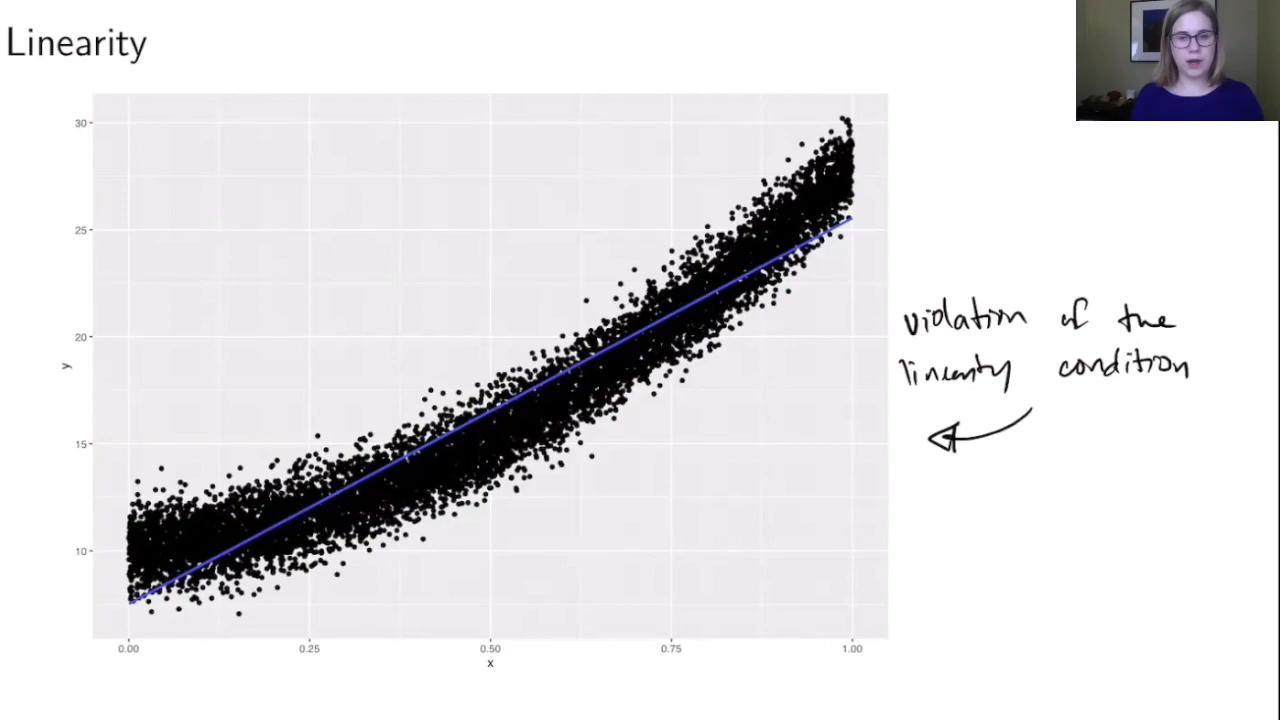 Linearity
30
25
20
15
10
y
0.00 0.25 0.50 0.75 1.00
x
violation of the
linearity condition